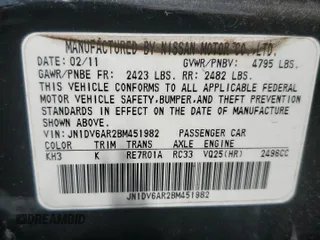 MANUFACTURED BY NISSAN MOTOR CO., LTD.
DATE 02/11 GVWR/PNBV: 4795 LBS.
GAWR/PNBE FR: 2423 LBS. RR: 2482 LBS.
THIS VEHICLE CONFORMS TO ALL APPLICABLE FEDERAL
MOTOR VEHICLE SAFETY, BUMPER, AND THEFT PREVENTION
STANDARDS IN EFFECT ON THE DATE OF MANUFACTURE
SHOWN ABOVE.
VIN: JN1DV6AR2BM451982 PASSENGER CAR
COLOR TRIM TRANS AXLE ENGINE
KH3 K RE7R01A RC33 VQ25(HR) 2496CC
JN1DV6AR2BM451982
DREAMBID